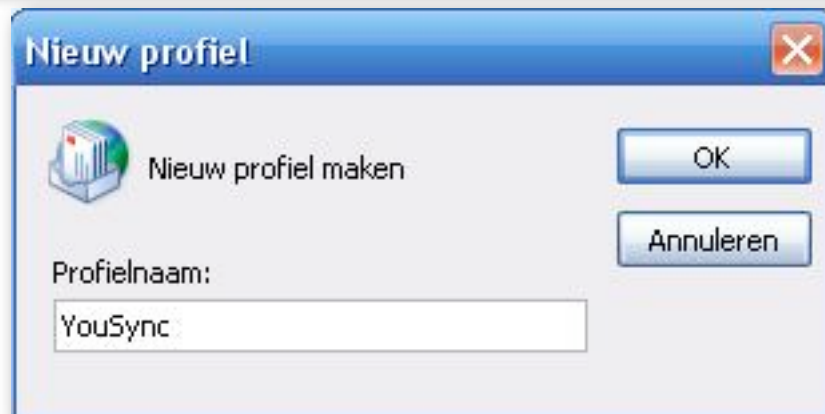 Nieuw profiel
Nieuw profiel maken
OK
Annuleren
Profielnaam:
YouSync